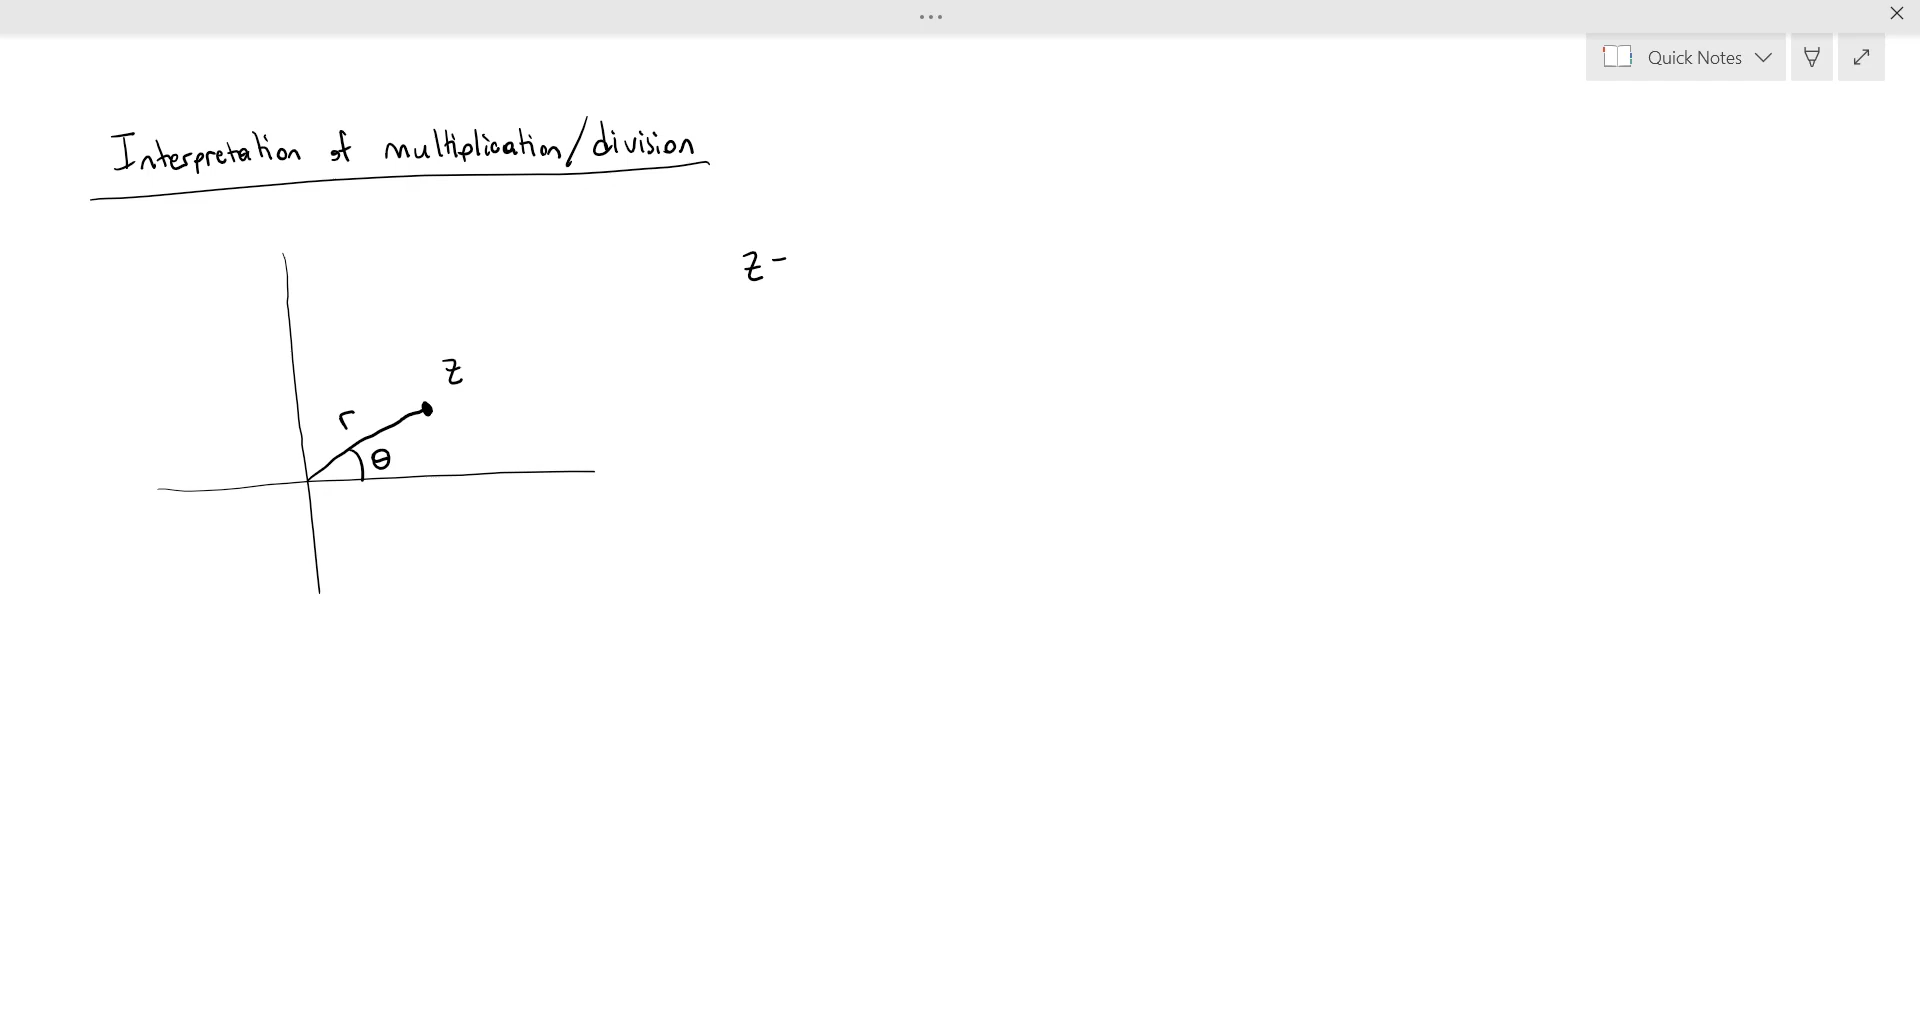 Quick Notes
Interpretation of multiplication/division
z -
z
r
θ